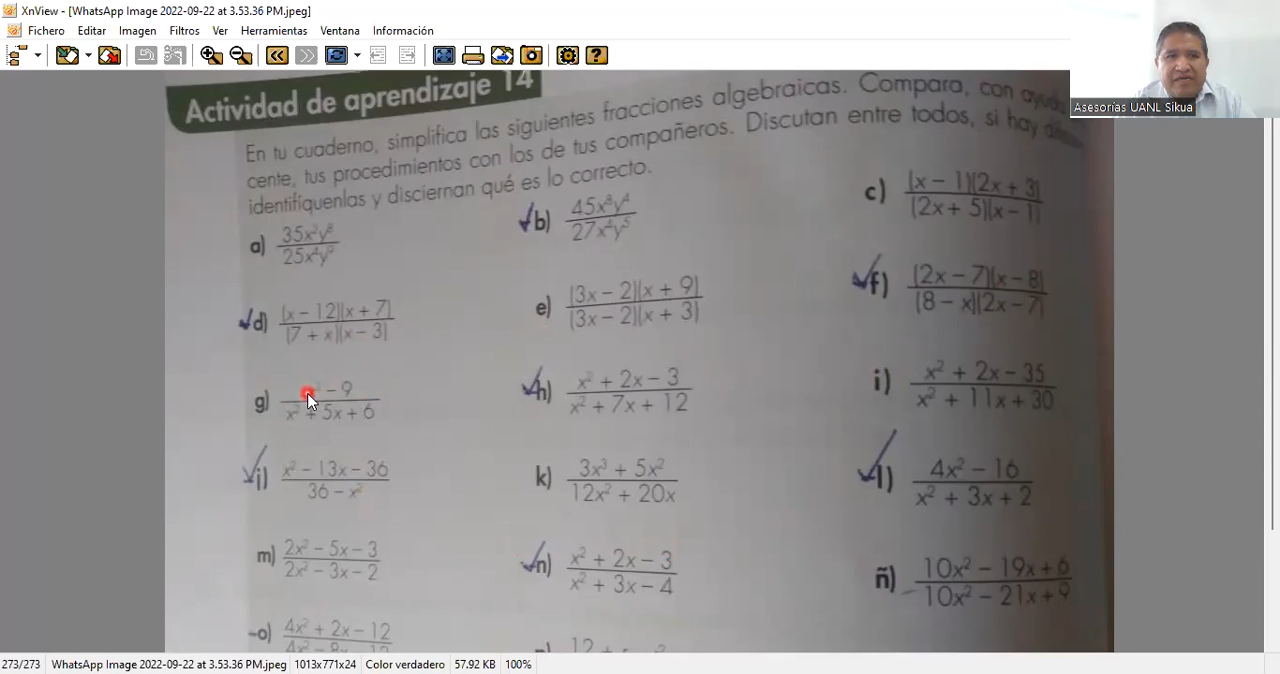 XnView - [WhatsApp Image 2022-09-22 at 3.53.36 PM.jpeg]
Fichero Editar Imagen Filtros Ver Herramientas Ventana Información
Asesorías UANL Sikua
Actividad de aprendizaje 14
En tu cuaderno, simplifica las siguientes fracciones algebraicas. Compara, con
cente, tus procedimientos con los de tus compañeros. Discutan entre todos, si hay
identifíquenlas y disciernan qué es lo correcto.
a) 35x²y⁸ / 25x⁴y⁹
b) 45x⁸y⁴ / 27x⁴y⁵
c) (x – 1)(2x + 3) / (2x + 5)(x – 1)
d) (x – 12)(x + 7) / (7 + x)(x – 3)
e) (3x – 2)(x + 9) / (3x – 2)(x + 3)
f) (2x – 7)(x – 8) / (8 – x)(2x – 7)
g) – 9 / x² + 5x + 6
h) x² + 2x – 3 / x² + 7x + 12
i) x² + 2x – 35 / x² + 11x + 30
j) x² – 13x – 36 / 36 – x²
k) 3x³ + 5x² / 12x² + 20x
l) 4x² – 16 / x² + 3x + 2
m) 2x² – 5x – 3 / 2x² – 3x – 2
n) x² + 2x – 3 / x² + 3x – 4
ñ) 10x² – 19x + 6 / 10x² – 21x + 9
o) 4x² + 2x – 12
273/273 WhatsApp Image 2022-09-22 at 3.53.36 PM.jpeg 1013x771x24 Color verdadero 57.92 KB 100%